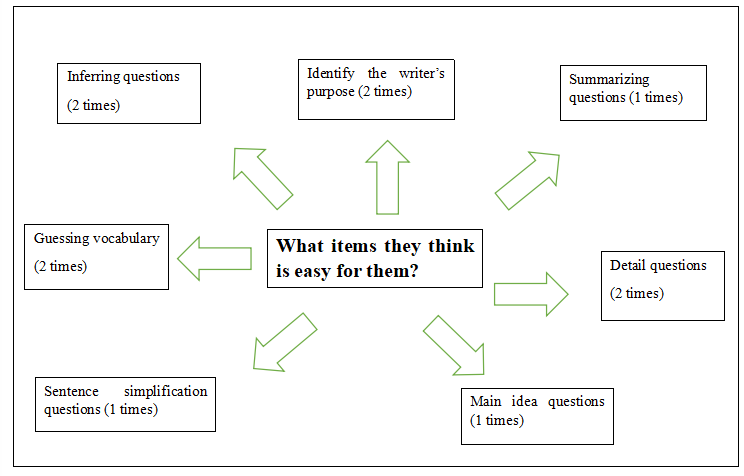 Inferring questions
(2 times)
Identify the writer's
purpose (2 times)
Summarizing
questions (1 times)
Guessing vocabulary
(2 times)
What items they think
is easy for them?
Detail questions
(2 times)
Sentence simplification
questions (1 times)
Main idea questions
(1 times)